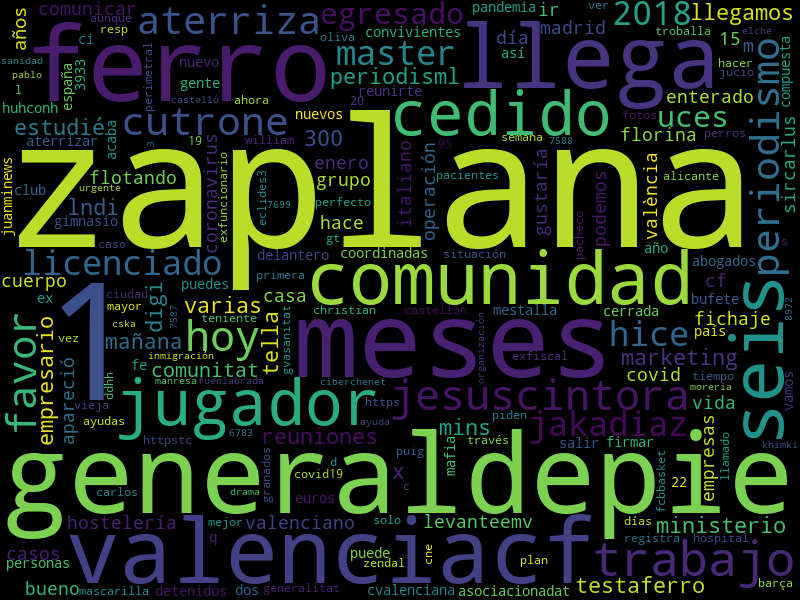 comunicar aunque resp pandemia ir ver 2018 llegamos
años aterriza egresado convivientes madrid troballa elche
sanidad ci oliva día 15 m
ferro llega master así hacer
pablo nuevo gente periodisml compuesta
l 3933 españa perimetral reunirte jucio
huhconh castelló ahora cedido enterado fotos
estudié cutrone nuevos 20 semana uces perros
aterrizar acaba 19 william 300 95 7588 florina
juanminews flotando coronavirus enero italiano operación pacientes gustaría podemos valència alicante periodismo sircarlus
zaplana
urgente exfuncionario eclides3 grupo
club lndi 7699 perfecto
gimnasio hace gt pacheco año s
caso delantero coordinadas situación abogados
licenciado comunidad cf
cuerpo puedes primera casa bufete
ex ciudad varias christian mestalla cerrada fichaje
1 digi mayor teniente castellon país
favor vez cska 7587 hoy tella meses hice seis 8972
empresario mañana gvasanitat organización exfiscal marketing
apareció inmigracion
fe comunitat covid tiempo moreria
ddhh manresa fuenlabrada ciberchenet vida vamos
vieja jugador https jesuscintora
ayudas ayuda mins jakadiaz piden
httpstc 6783 reuniones salir firmar khimki
generaldepie
mafia través empresas llamado
puig x fcbbasket
carlos drama granados covid19 d c 22
euros
hostelería valenciano levanteemv días ministerio
valenciacf mejor solo registra hospital
q cne
casos puede plan trabajo
personas zendal
bueno mascarilla detenidos dos generalitat cvalenciana asociocionadat testaferro barça